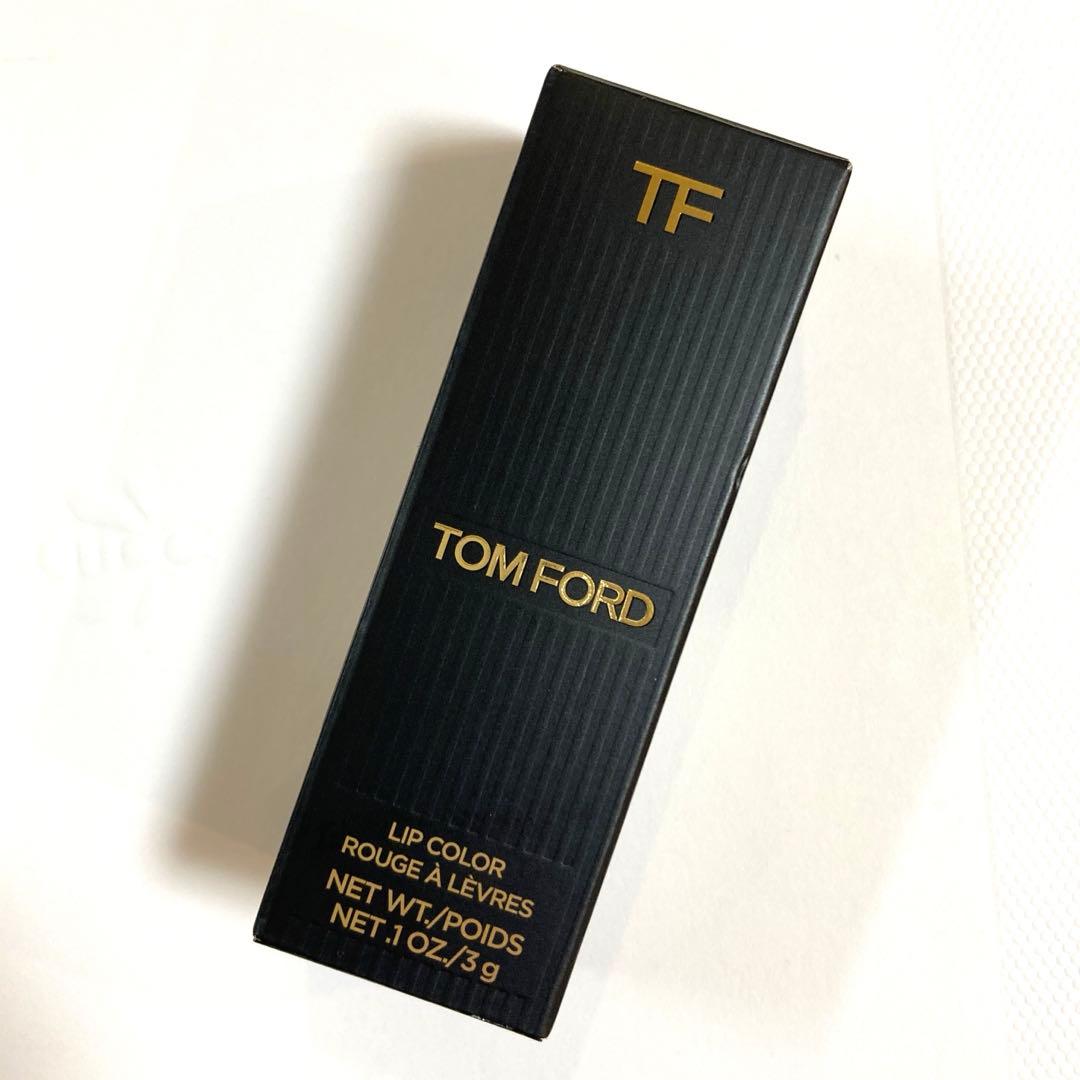 TF
TOM FORD
LIP COLOR
ROUGE À LÈVRES
NET WT./POIDS
NET .1 OZ./3 g